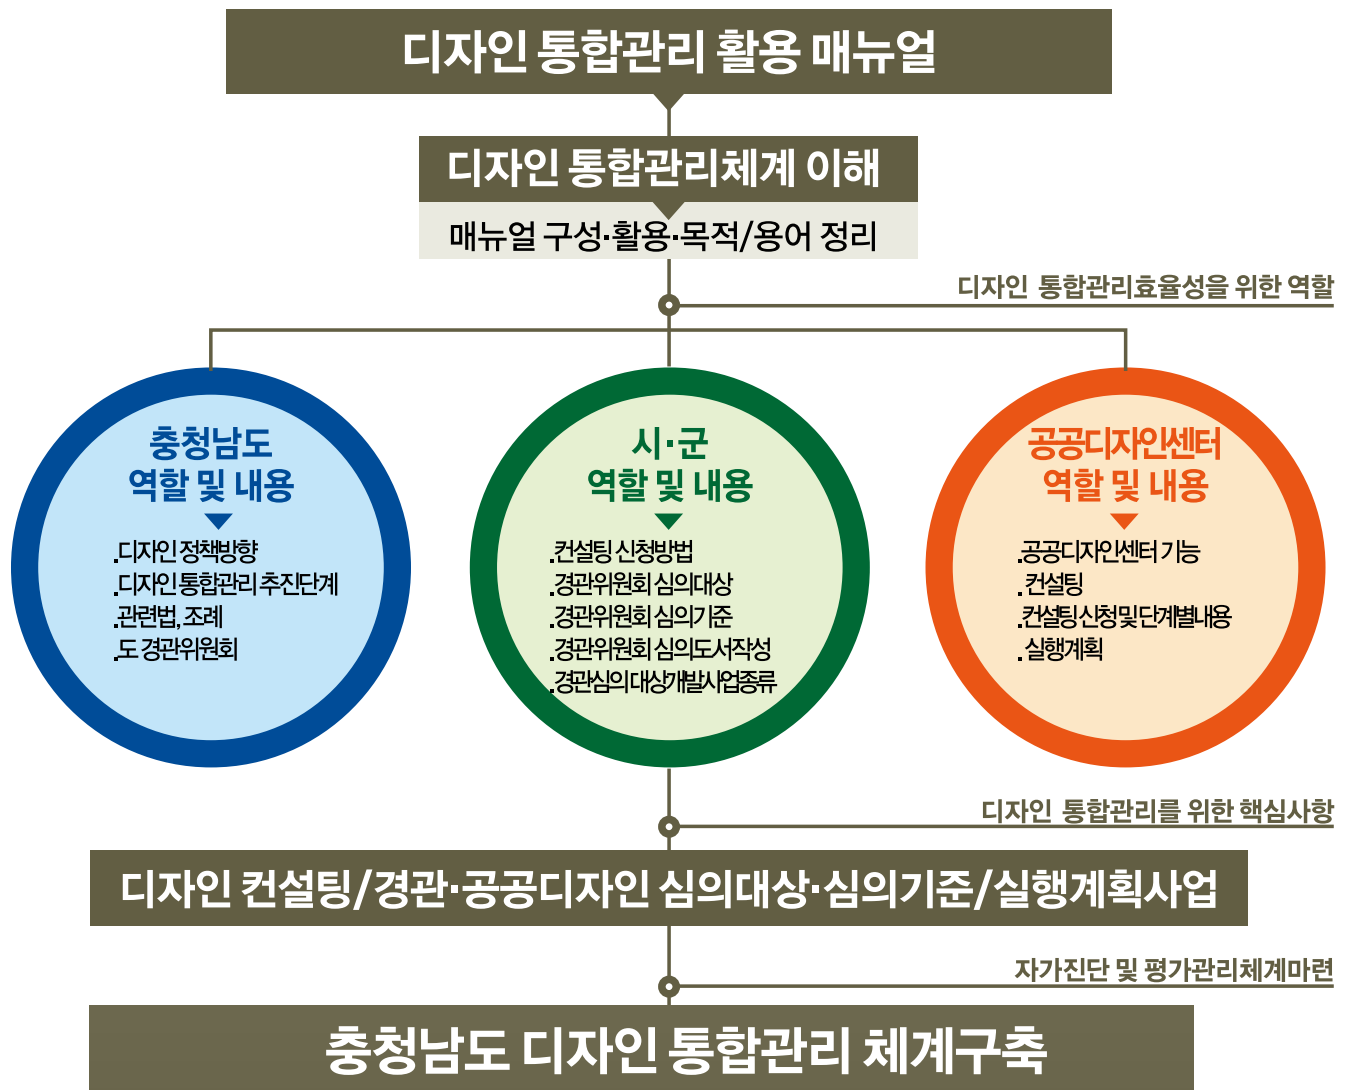 디자인 통합관리 활용 매뉴얼
디자인 통합관리체계 이해
매뉴얼 구성·활용·목적/용어 정리
디자인 통합관리효율성을 위한 역할
충청남도
역할 및 내용
.디자인 정책방향
.디자인 통합관리 추진단계
.관련법, 조례
.도 경관위원회
시·군
역할 및 내용
.컨설팅 신청방법
.경관위원회 심의대상
.경관위원회 심의기준
.경관위원회 심의도서작성
.경관심의 대상개발사업종류
공공디자인센터
역할 및 내용
.공공디자인센터 기능
. 컨설팅
.컨설팅 신청 및 단계별내용
. 실행계획
디자인 통합관리를 위한 핵심사항
디자인 컨설팅/경관·공공디자인 심의대상·심의기준/실행계획사업
자가진단 및 평가관리체계마련
충청남도 디자인 통합관리 체계구축